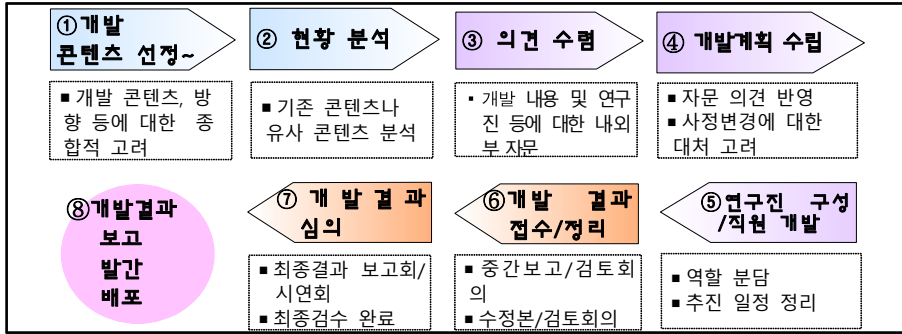 ①개발
콘텐츠 선정~
② 현황 분석
③ 의견 수렴
④ 개발계획 수립
■ 개발 콘텐츠, 방
향 등에 대한 종
합적 고려
■ 기존 콘텐츠나
유사 콘텐츠 분석
▪ 개발 내용 및 연구
진 등에 대한 내외
부 자문
■ 자문 의견 반영
■ 사정변경에 대한
대처 고려
⑤연구진 구성
/직원 개발
■ 역할 분담
■ 추진 일정 정리
⑥개발 결과
접수/정리
■ 중간보고/검토회
의
■ 수정본/검토회의
⑦ 개 발 결 과
심의
■ 최종결과 보고회/
시연회
■ 최종검수 완료
⑧개발결과
보고
발간
배포